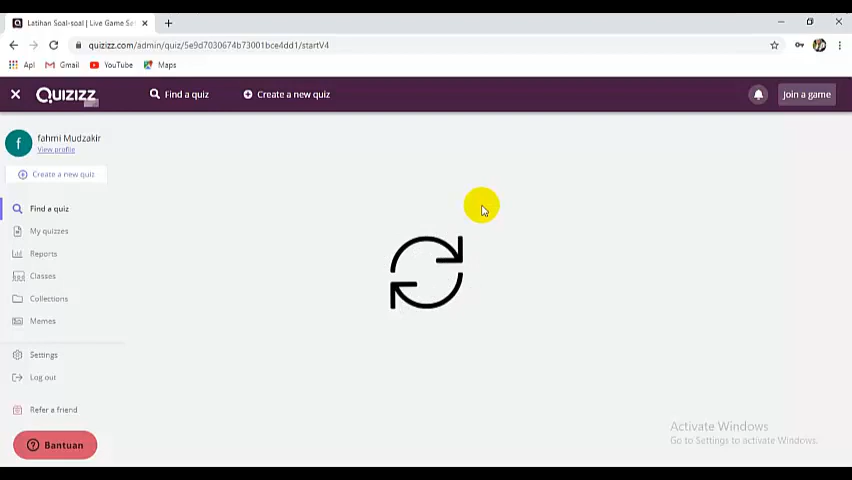 Latihan Soal-soal | Live Game Se
quizizz.com/admin/quiz/5e9d7030674b73001bce4dd1/startV4
Apl
Gmail
YouTube
Maps
QUIZIZZ
Find a quiz
Create a new quiz
Join a game
f
fahmi Mudzakir
View profile
Create a new quiz
Find a quiz
My quizzes
Reports
Classes
Collections
Memes
Settings
Log out
Refer a friend
Bantuan
Activate Windows
Go to Settings to activate Windows.